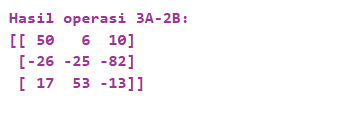 Hasil operasi 3A-2B:
[[ 50   6  10]
 [-26 -25 -82]
 [ 17  53 -13]]